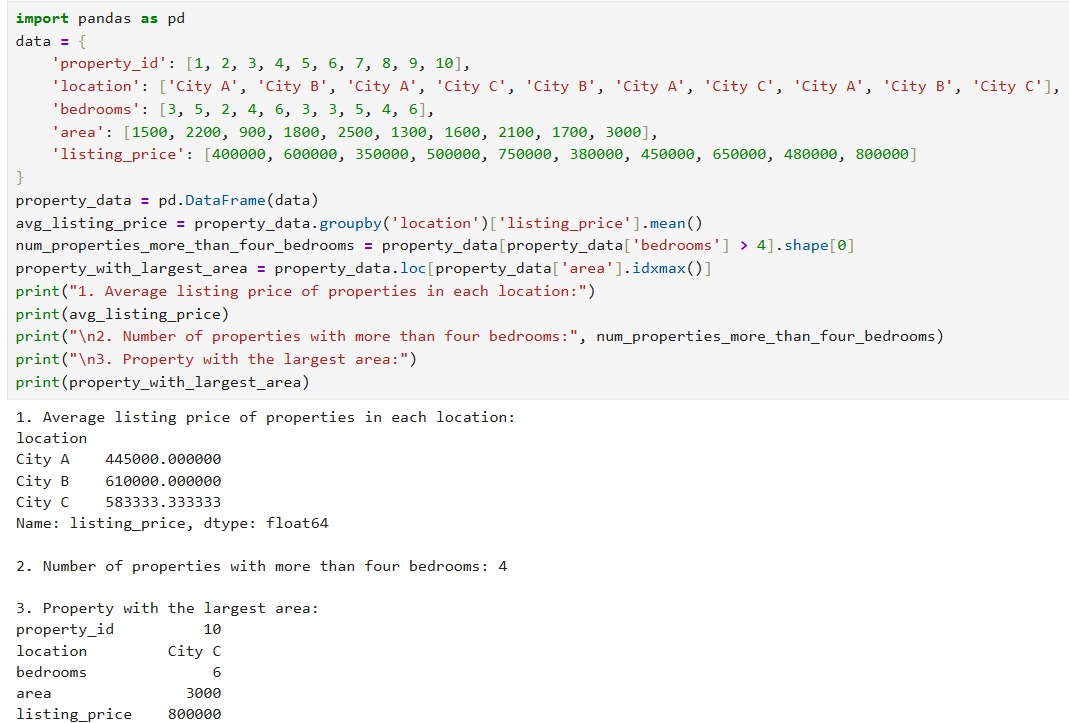 import pandas as pd
data = {
    'property_id': [1, 2, 3, 4, 5, 6, 7, 8, 9, 10],
    'location': ['City A', 'City B', 'City A', 'City C', 'City B', 'City A', 'City C', 'City A', 'City B', 'City C'],
    'bedrooms': [3, 5, 2, 4, 6, 3, 3, 5, 4, 6],
    'area': [1500, 2200, 900, 1800, 2500, 1300, 1600, 2100, 1700, 3000],
    'listing_price': [400000, 600000, 350000, 500000, 750000, 380000, 450000, 650000, 480000, 800000]
}
property_data = pd.DataFrame(data)
avg_listing_price = property_data.groupby('location')['listing_price'].mean()
num_properties_more_than_four_bedrooms = property_data[property_data['bedrooms'] > 4].shape[0]
property_with_largest_area = property_data.loc[property_data['area'].idxmax()]
print("1. Average listing price of properties in each location:")
print(avg_listing_price)
print("\n2. Number of properties with more than four bedrooms:", num_properties_more_than_four_bedrooms)
print("\n3. Property with the largest area:")
print(property_with_largest_area)
1. Average listing price of properties in each location:
location
City A    445000.000000
City B    610000.000000
City C    583333.333333
Name: listing_price, dtype: float64

2. Number of properties with more than four bedrooms: 4

3. Property with the largest area:
property_id          10
location         City C
bedrooms              6
area               3000
listing_price    800000